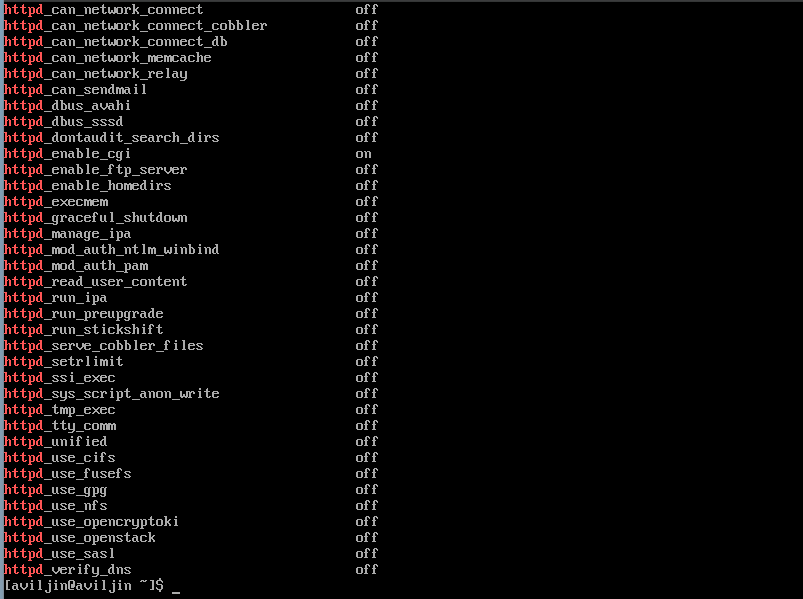 httpd_can_network_connect off
httpd_can_network_connect_cobbler off
httpd_can_network_connect_db off
httpd_can_network_memcache off
httpd_can_network_relay off
httpd_can_sendmail off
httpd_dbus_avahi off
httpd_dbus_sssd off
httpd_dontaudit_search_dirs off
httpd_enable_cgi on
httpd_enable_ftp_server off
httpd_enable_homedirs off
httpd_execmem off
httpd_graceful_shutdown off
httpd_manage_ipa off
httpd_mod_auth_ntlm_winbind off
httpd_mod_auth_pam off
httpd_read_user_content off
httpd_run_ipa off
httpd_run_preupgrade off
httpd_run_stickshift off
httpd_serve_cobbler_files off
httpd_setrlimit off
httpd_ssi_exec off
httpd_sys_script_anon_write off
httpd_tmp_exec off
httpd_tty_comm off
httpd_unified off
httpd_use_cifs off
httpd_use_fusefs off
httpd_use_gpg off
httpd_use_nfs off
httpd_use_opencryptoki off
httpd_use_openstack off
httpd_use_sasl off
httpd_verify_dns off
[aviljin@aviljin ~]$ _